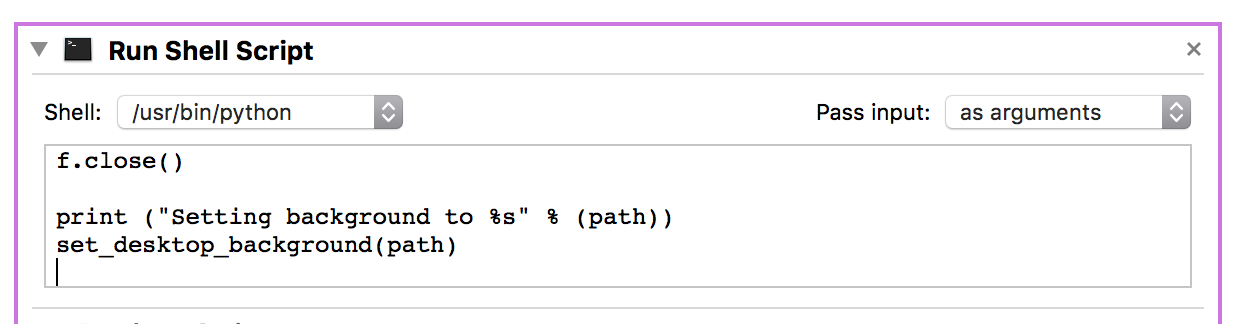 Run Shell Script
Shell: /usr/bin/python Pass input: as arguments
f.close()
print ("Setting background to %s" % (path))
set_desktop_background(path)